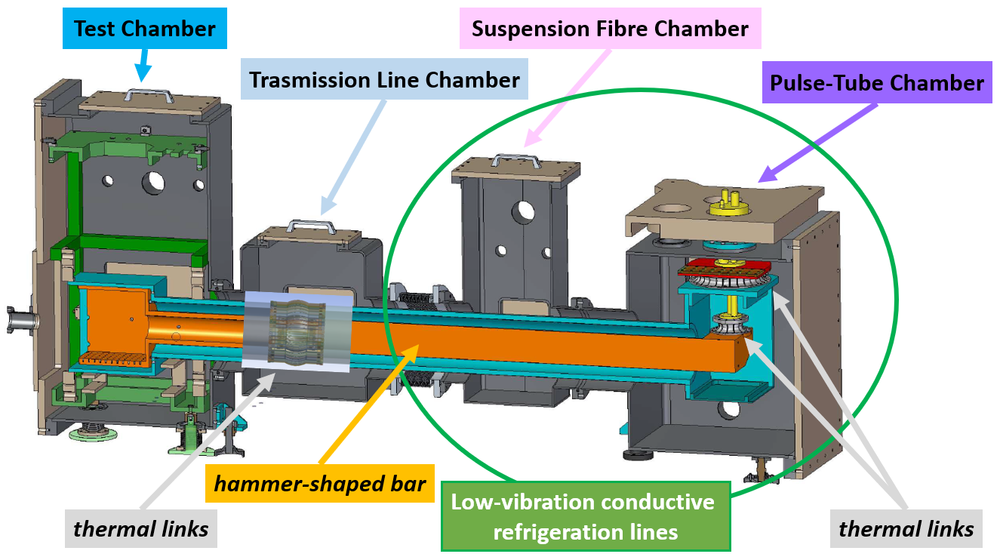 Test Chamber
Suspension Fibre Chamber
Trasmission Line Chamber
Pulse-Tube Chamber
hammer-shaped bar
Low-vibration conductive
refrigeration lines
thermal links
thermal links